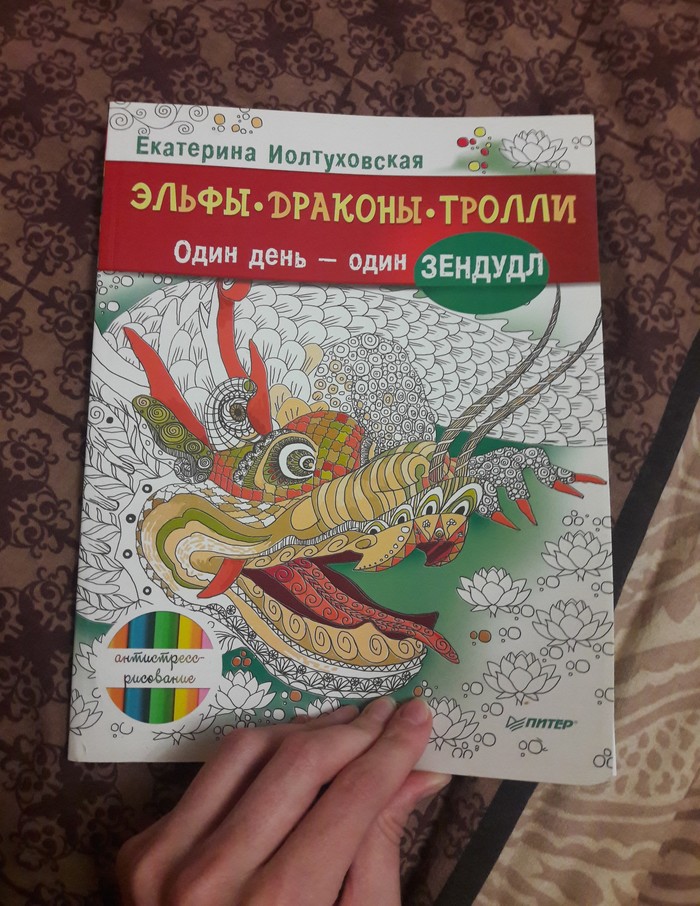 Екатерина Иолтуховская
ЭЛЬФЫ•ДРАКОНЫ•ТРОЛЛИ
Один день – один ЗЕНДУДЛ
антистресс-
рисование
ПИТЕР®